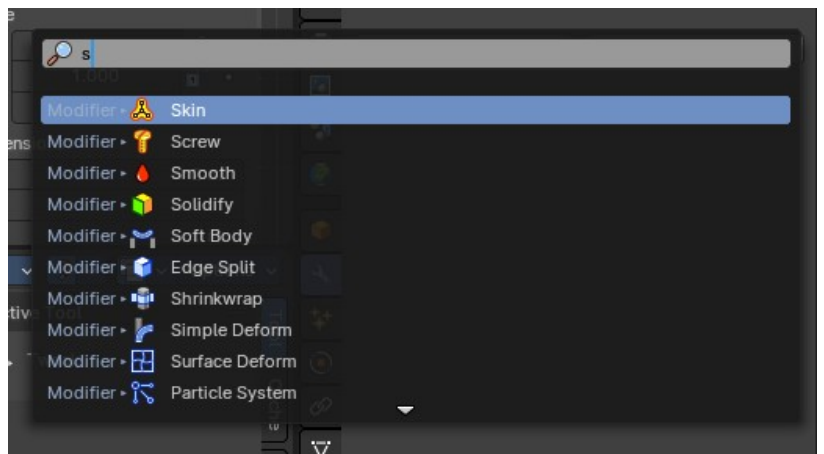 s
1.000
Modifier ▸ Skin
Modifier ▸ Screw
Modifier ▸ Smooth
Modifier ▸ Solidify
Modifier ▸ Soft Body
Modifier ▸ Edge Split
Modifier ▸ Shrinkwrap
Modifier ▸ Simple Deform
Modifier ▸ Surface Deform
Modifier ▸ Particle System